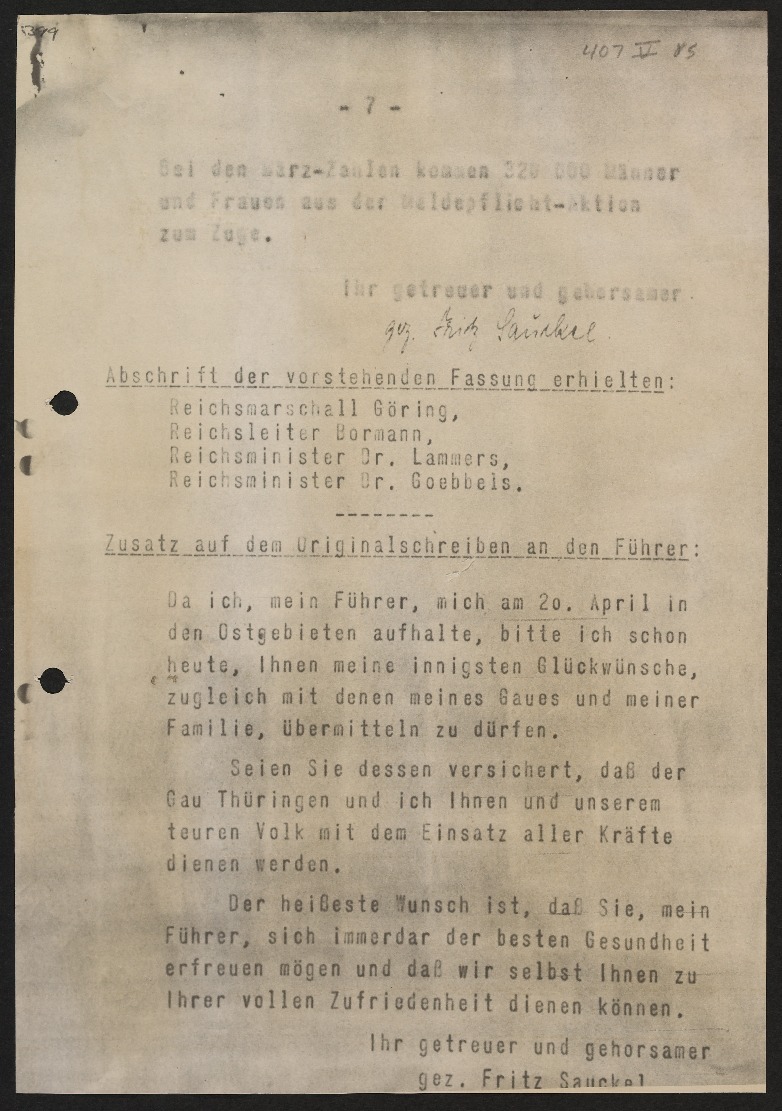 399
407 V 85
- 7 -
Bei den März-Zahlen kommen 320 000 Männer
und Frauen aus der Meldepflicht-Aktion
zum Zuge.
Ihr getreuer und gehorsamer
gez. Fritz Sauckel.
Abschrift der vorstehenden Fassung erhielten:
Reichsmarschall Göring,
Reichsleiter Bormann,
Reichsminister Dr. Lammers,
Reichsminister Dr. Goebbels.
--------
Zusatz auf dem Originalschreiben an den Führer:
Da ich, mein Führer, mich am 2o. April in
den Ostgebieten aufhalte, bitte ich schon
heute, Ihnen meine innigsten Glückwünsche,
zugleich mit denen meines Gaues und meiner
Familie, übermitteln zu dürfen.
Seien Sie dessen versichert, daß der
Gau Thüringen und ich Ihnen und unserem
teuren Volk mit dem Einsatz aller Kräfte
dienen werden.
Der heißeste Wunsch ist, daß Sie, mein
Führer, sich immerdar der besten Gesundheit
erfreuen mögen und daß wir selbst Ihnen zu
Ihrer vollen Zufriedenheit dienen können.
Ihr getreuer und gehorsamer
gez. Fritz Sauckel